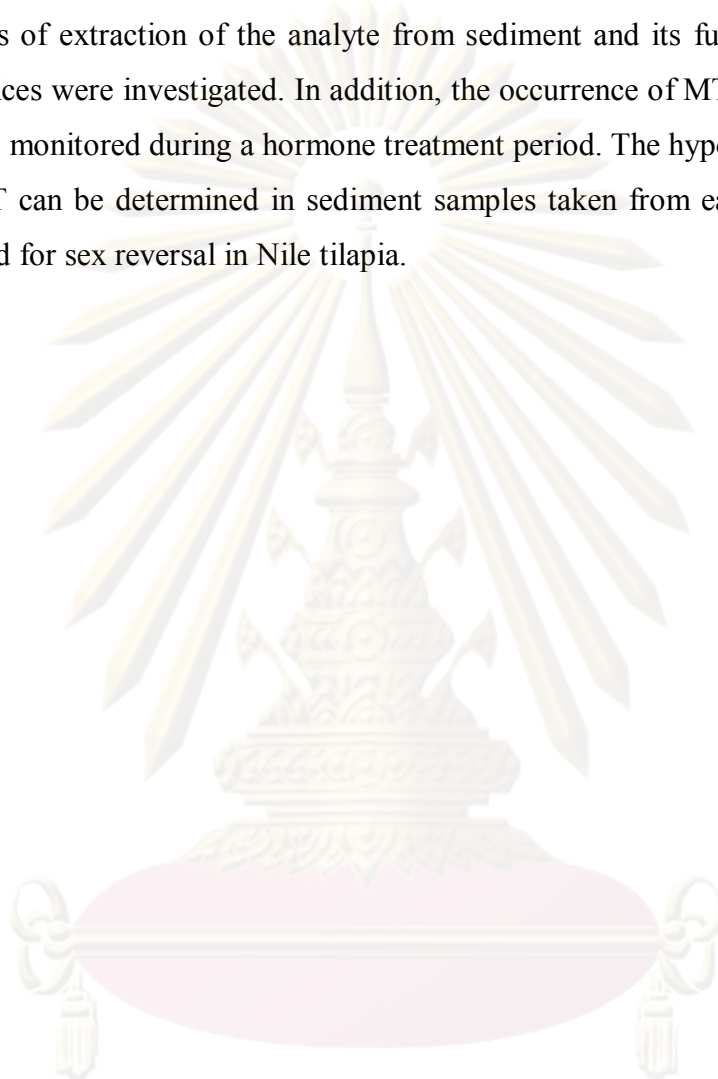 s of extraction of the analyte from sediment and its fu
ces were investigated. In addition, the occurrence of MT
monitored during a hormone treatment period. The hypo
T can be determined in sediment samples taken from ea
d for sex reversal in Nile tilapia.